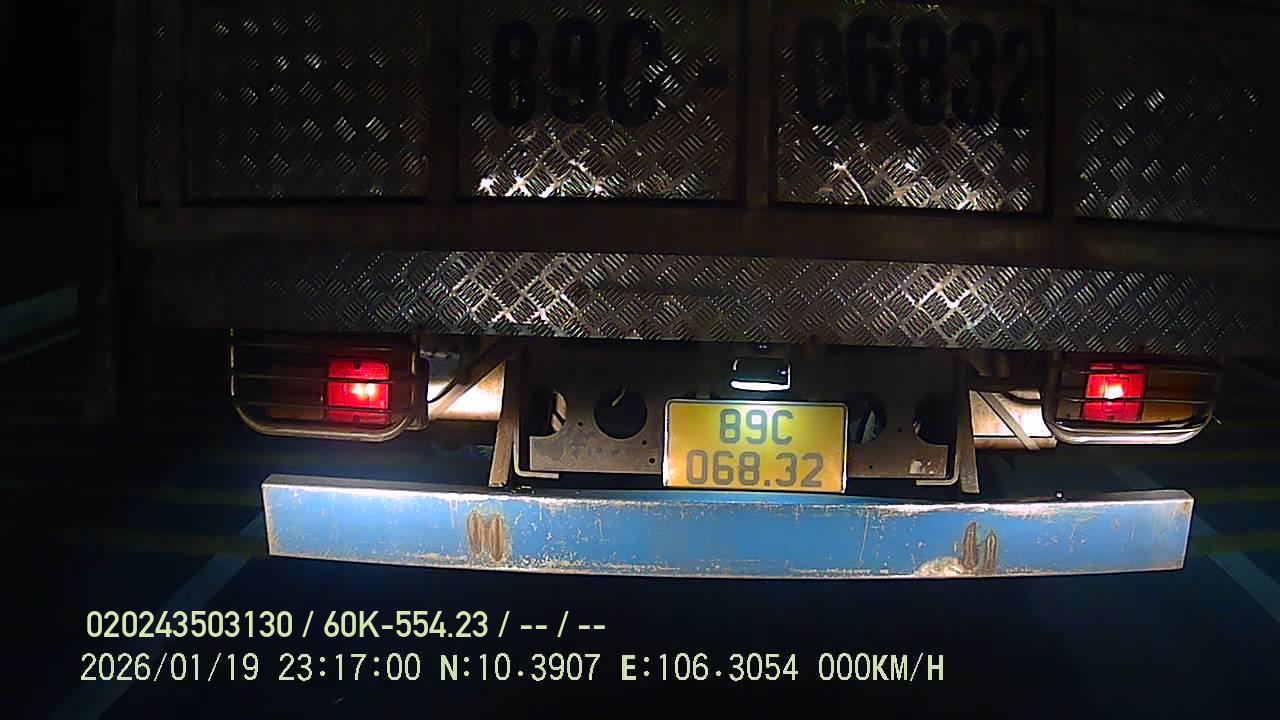 89C - 06832
89C
068.32
020243503130 / 60K-554.23 / -- / --
2026/01/19 23:17:00 N:10.3907 E:106.3054 000KM/H